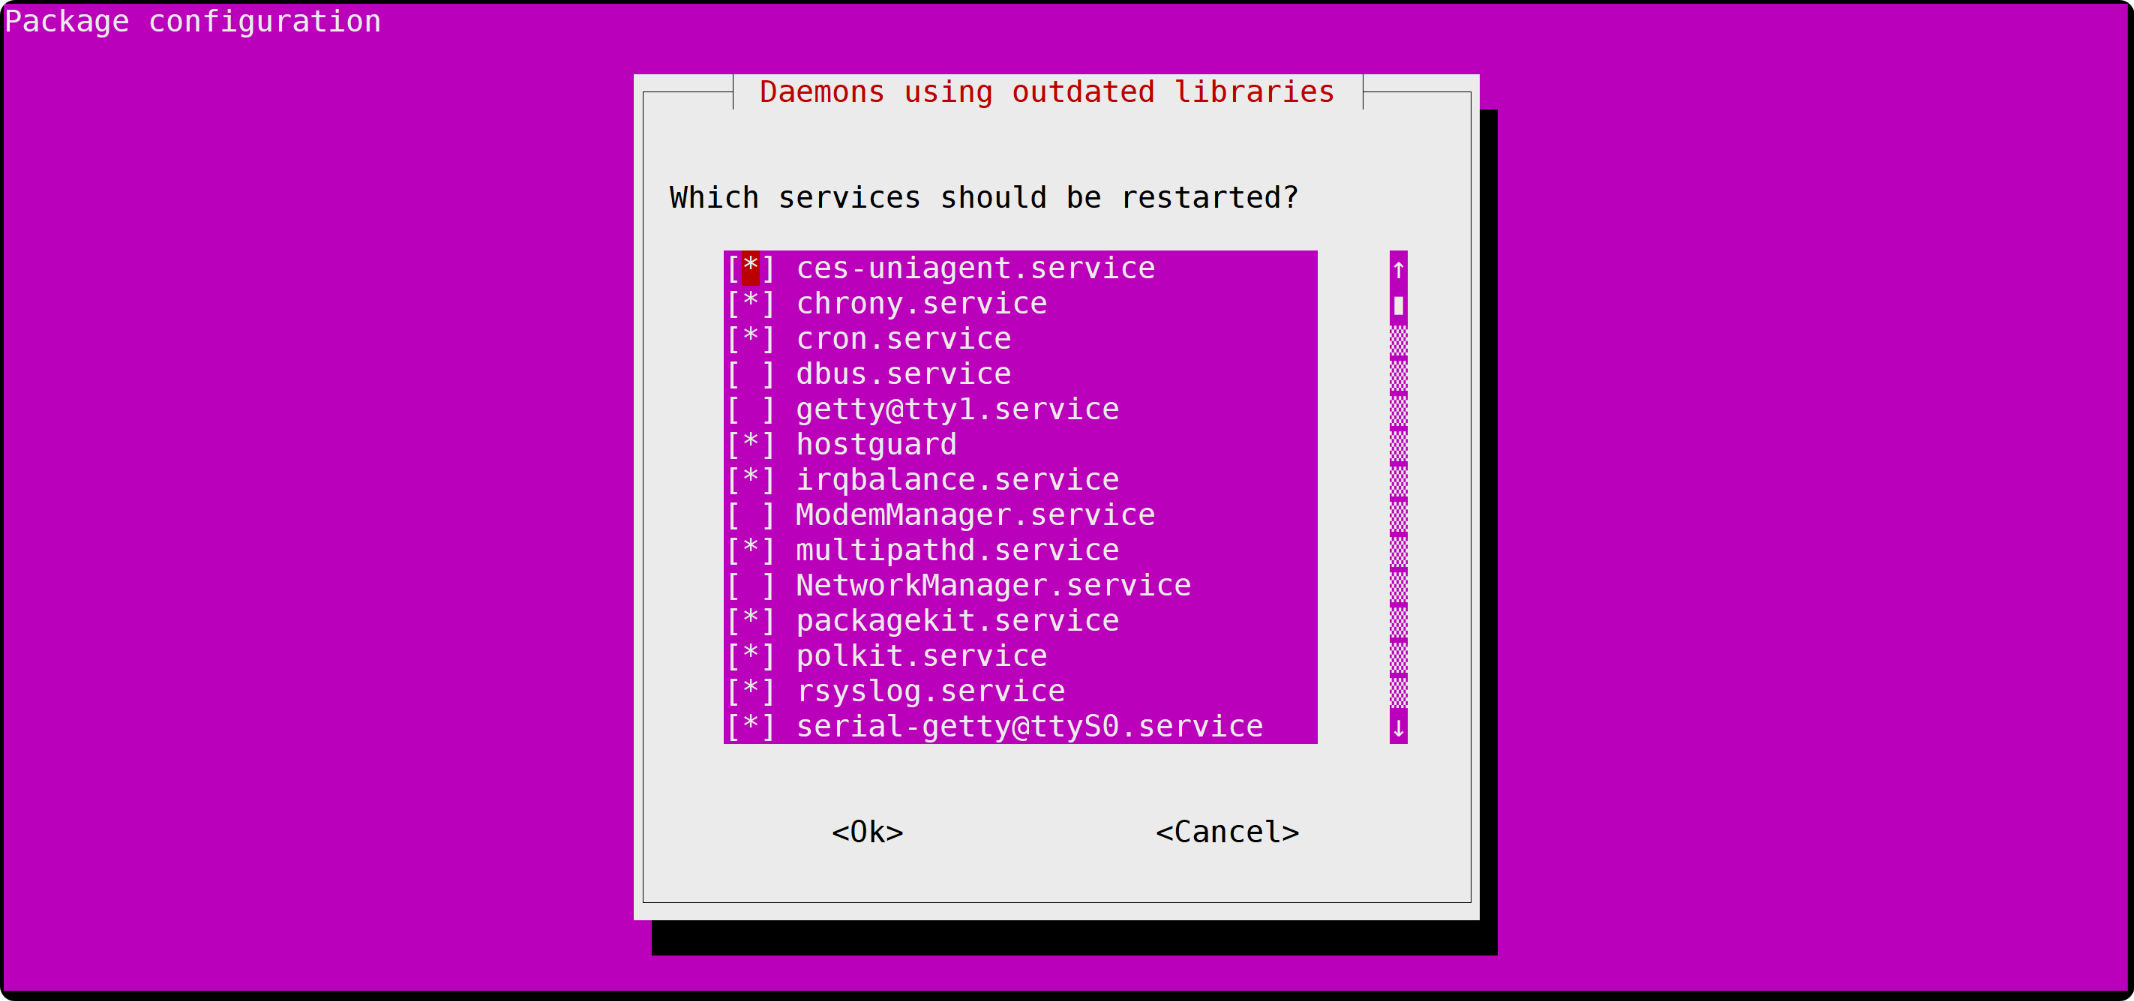 Package configuration
Daemons using outdated libraries
Which services should be restarted?
[*] ces-uniagent.service
[*] chrony.service
[*] cron.service
[ ] dbus.service
[ ] getty@tty1.service
[*] hostguard
[*] irqbalance.service
[ ] ModemManager.service
[*] multipathd.service
[ ] NetworkManager.service
[*] packagekit.service
[*] polkit.service
[*] rsyslog.service
[*] serial-getty@ttyS0.service
<Ok> <Cancel>